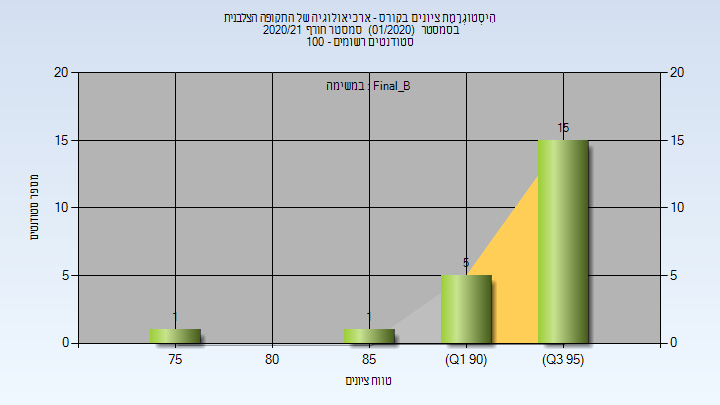 הִיסְטוֹגְרָמַת ציונים בקורס - ארכיאולוגיה של התקופה הצלבנית
בסמסטר (01/2020) סמסטר חורף 2020/21
סטודנטים רשומים - 100
במשימה : Final_B
20
15
10
5
0
20
15
10
5
0
מספר סטודנטים
1
1
5
15
75
80
85
(Q1 90)
(Q3 95)
טווח ציונים